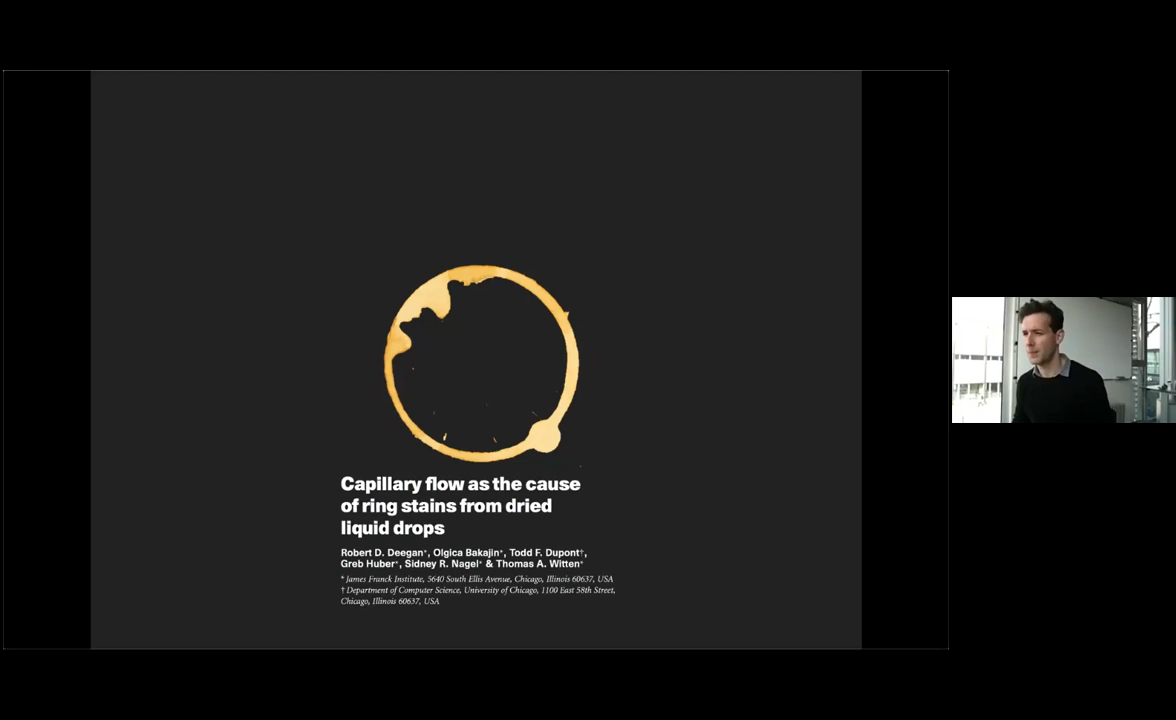 Capillary flow as the cause
of ring stains from dried
liquid drops
Robert D. Deegan*, Olgica Bakajin*, Todd F. Dupont†,
Greb Huber*, Sidney R. Nagel* & Thomas A. Witten*
* James Franck Institute, 5640 South Ellis Avenue, Chicago, Illinois 60637, USA
† Department of Computer Science, University of Chicago, 1100 East 58th Street,
Chicago, Illinois 60637, USA